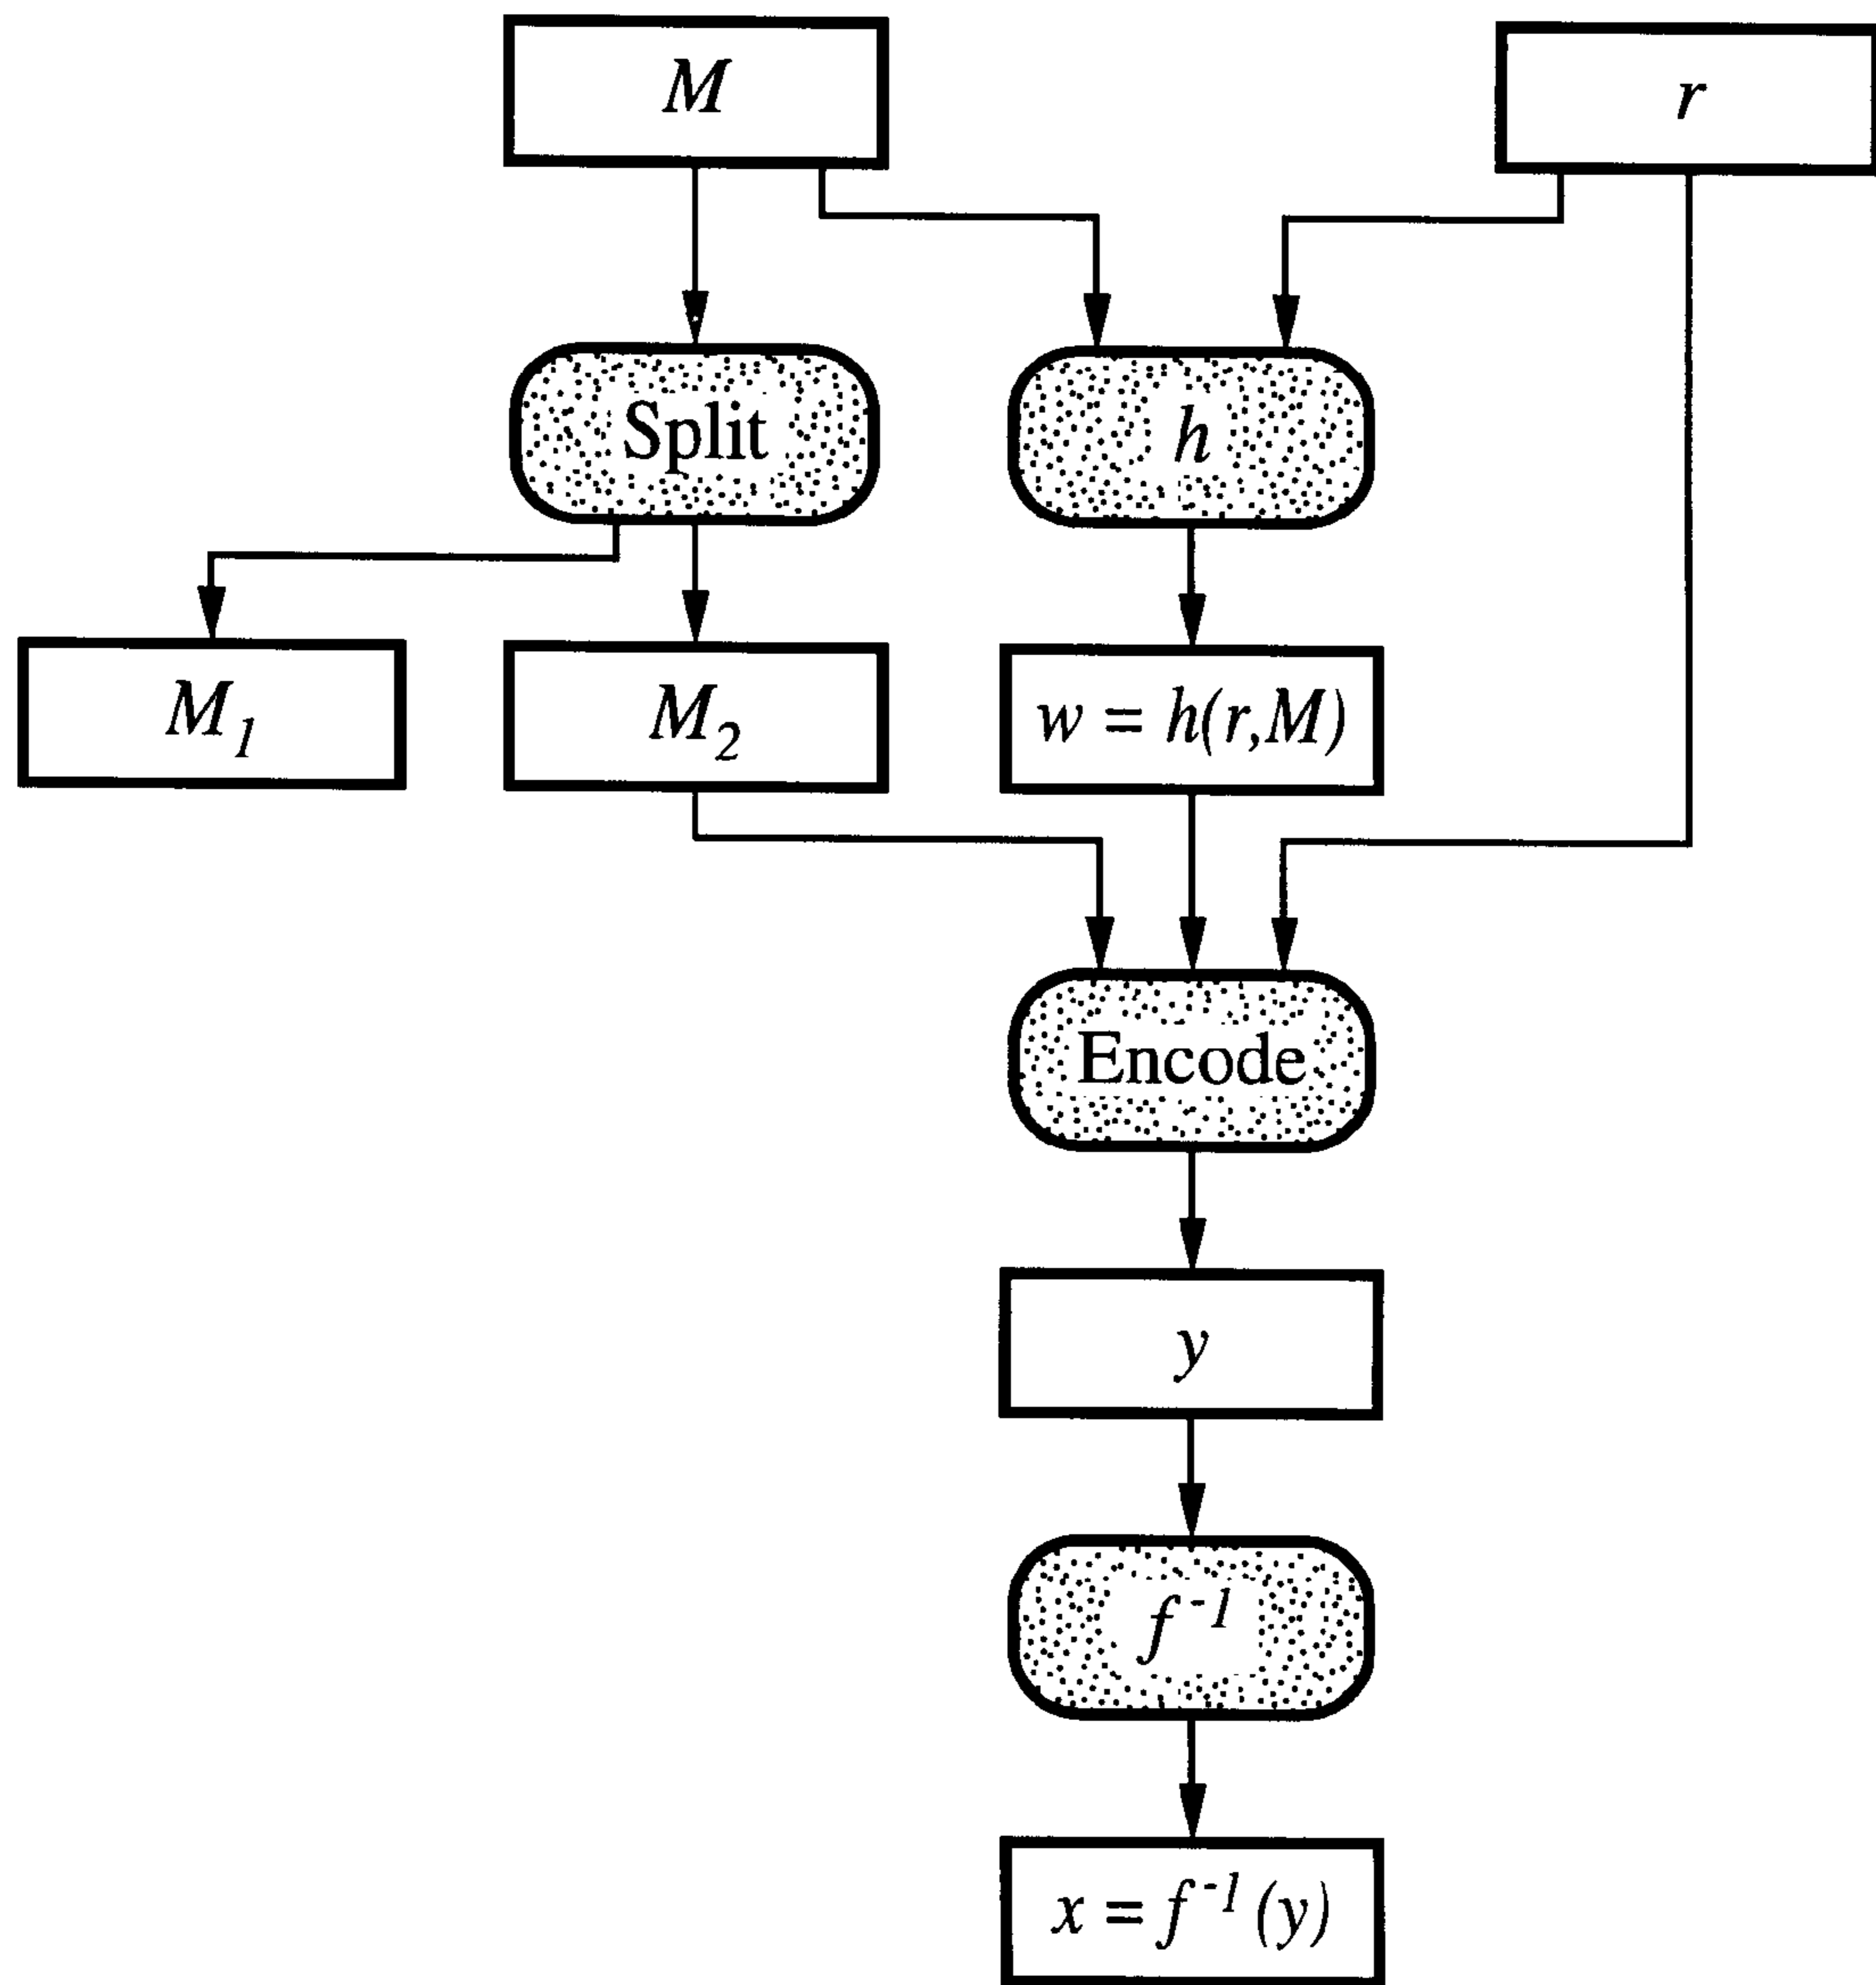 M
r
Split
h
M1
M2
w = h(r,M)
Encode
y
f^-1
x = f^-1(y)